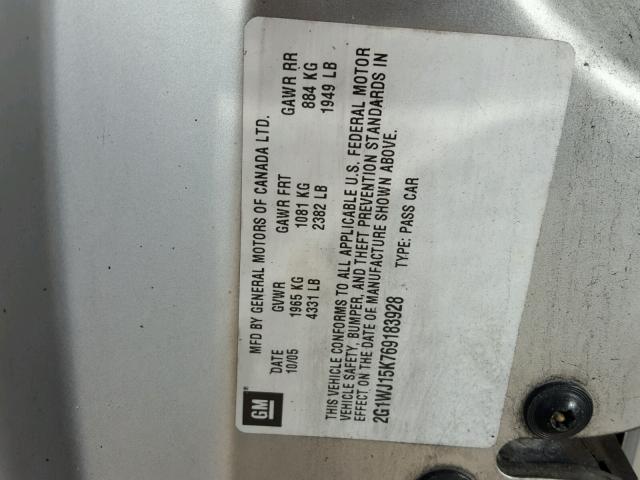 GM
MFD BY GENERAL MOTORS OF CANADA LTD.
DATE GVWR GAWR FRT GAWR RR
10/05 1965 KG 1081 KG 884 KG
4331 LB 2382 LB 1949 LB
THIS VEHICLE CONFORMS TO ALL APPLICABLE U.S. FEDERAL MOTOR
VEHICLE SAFETY, BUMPER, AND THEFT PREVENTION STANDARDS IN
EFFECT ON THE DATE OF MANUFACTURE SHOWN ABOVE.
2G1WJ15K769183928 TYPE: PASS CAR